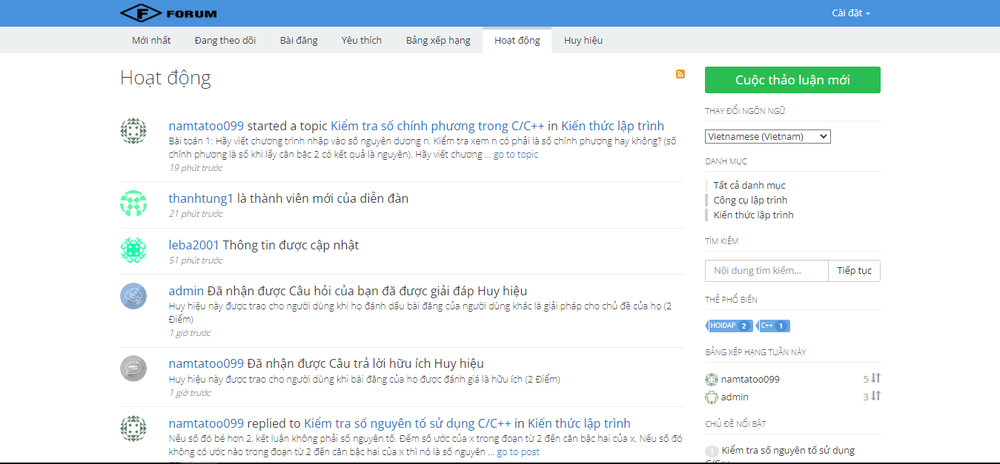 F FORUM
Cài đặt
Mới nhất Đang theo dõi Bài đăng Yêu thích Bảng xếp hạng Hoạt động Huy hiệu
Hoạt động
namtatoo099 started a topic Kiểm tra số chính phương trong C/C++ in Kiến thức lập trình
Bài toán 1: Hãy viết chương trình nhập vào số nguyên dương n. Kiểm tra xem n có phải là số chính phương hay không? (số
chính phương là số khi lấy căn bặc 2 có kết quả là nguyên). Hãy viết chương ... go to topic
19 phút trước
thanhtung1 là thành viên mới của diễn đàn
21 phút trước
leba2001 Thông tin được cập nhật
51 phút trước
admin Đã nhận được Câu hỏi của bạn đã được giải đáp Huy hiệu
Huy hiệu này được trao cho người dùng khi họ đánh dấu bài đăng của người dùng khác là giải pháp cho chủ đề của họ (2
Điểm)
1 giờ trước
namtatoo099 Đã nhận được Câu trả lời hữu ích Huy hiệu
Huy hiệu này được trao cho người dùng khi bài đăng của họ được đánh giá là hữu ích (2 Điểm)
1 giờ trước
namtatoo099 replied to Kiểm tra số nguyên tố sử dụng C/C++ in Kiến thức lập trình
Nếu số đó bé hơn 2, kết luận không phải số nguyên tố. Đếm số ước của x trong đoạn từ 2 đến căn bậc hai của x. Nếu số đó
không có ước nào trong đoạn từ 2 đến căn bậc hai của x thì nó là số nguyên ... go to post
Cuộc thảo luận mới
THAY ĐỔI NGÔN NGỮ
Vietnamese (Vietnam)
DANH MỤC
Tất cả danh mục
Công cụ lập trình
Kiến thức lập trình
TÌM KIẾM
Nội dung tìm kiếm... Tiếp tục
THẺ PHỔ BIẾN
HOIDAP 2 C++ 1
BẢNG XẾP HẠNG TUẦN NÀY
namtatoo099 5
admin 3
CHỦ ĐỀ NỔI BẬT
1 Kiểm tra số nguyên tố sử dụng